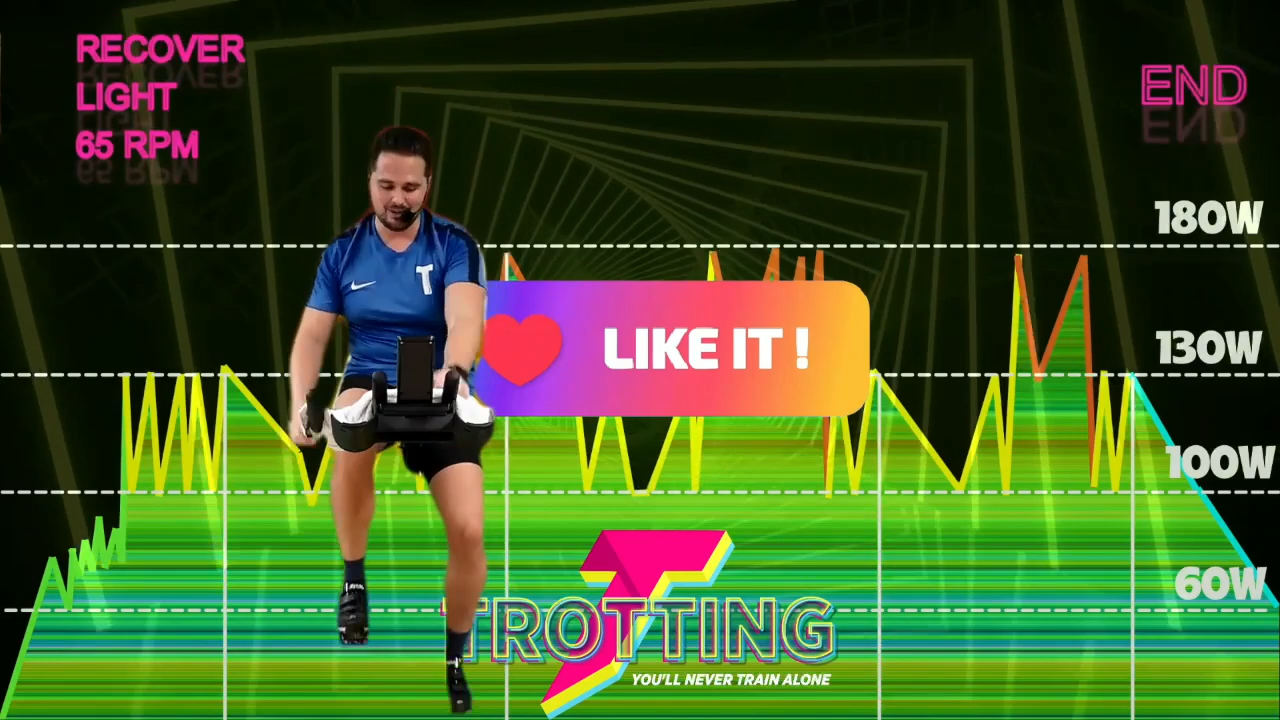 RECOVER
LIGHT
65 RPM
END
180W
T
LIKE IT !
130W
100W
60W
T
TROTTING
YOU'LL NEVER TRAIN ALONE